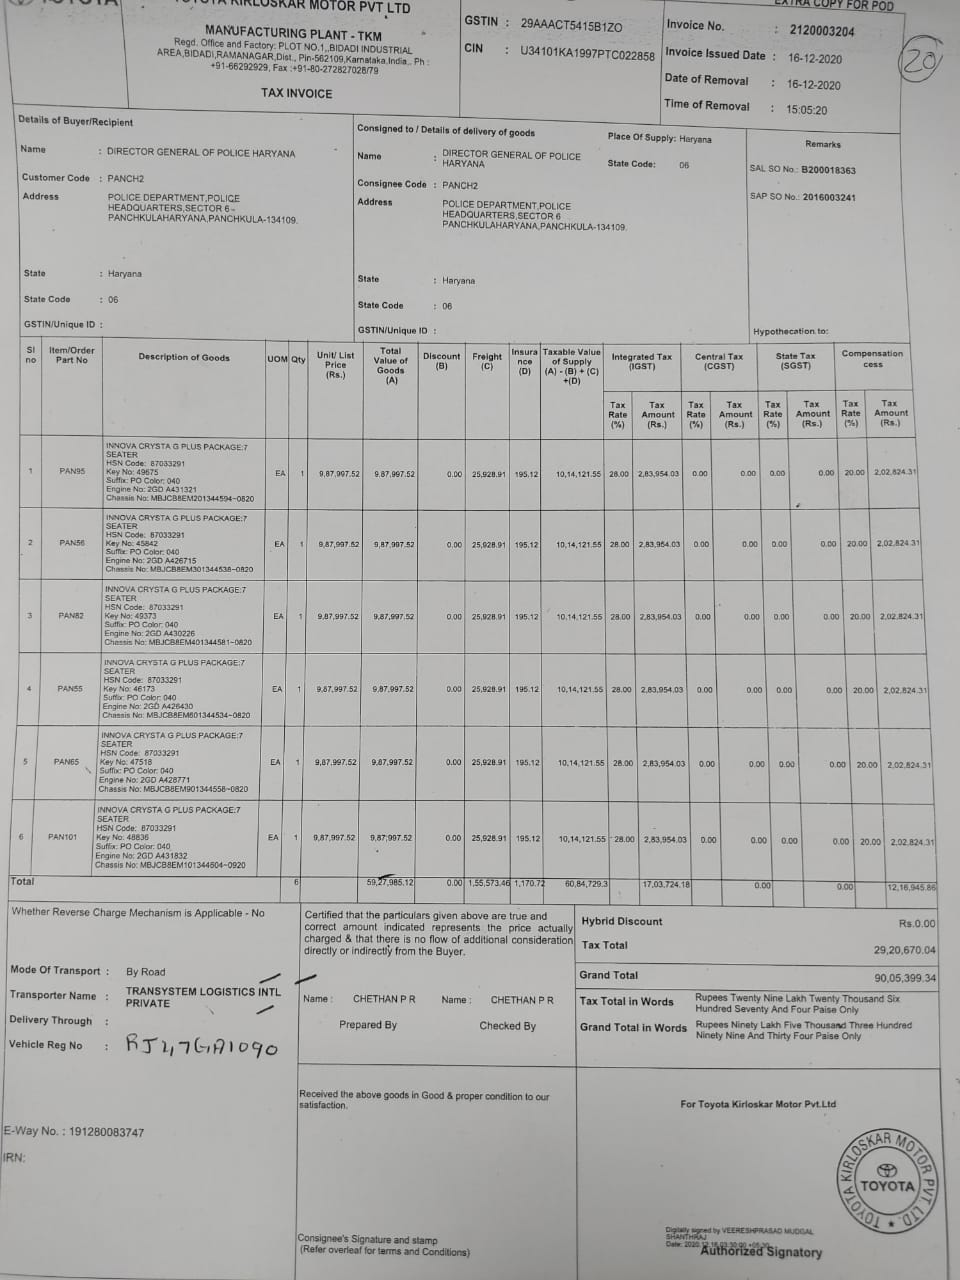 TOYOTA KIRLOSKAR MOTOR PVT LTD
EXTRA COPY FOR POD
MANUFACTURING PLANT - TKM
Regd. Office and Factory: PLOT NO.1,,BIDADI INDUSTRIAL
AREA,BIDADI,RAMANAGAR,Dist., Pin-562109,Karnataka,India,. Ph :
+91-66292929, Fax :+91-80-272827028/79
TAX INVOICE
GSTIN : 29AAACT5415B1ZO
CIN : U34101KA1997PTC022858
Invoice No. : 2120003204
Invoice Issued Date : 16-12-2020
Date of Removal : 16-12-2020
Time of Removal : 15:05:20
20
Details of Buyer/Recipient
Name : DIRECTOR GENERAL OF POLICE HARYANA
Customer Code : PANCH2
Address POLICE DEPARTMENT,POLICE
HEADQUARTERS,SECTOR 6-
PANCHKULAHARYANA,PANCHKULA-134109.
State : Haryana
State Code : 06
GSTIN/Unique ID :
Consigned to / Details of delivery of goods
Place Of Supply: Haryana
Name : DIRECTOR GENERAL OF POLICE
HARYANA
State Code: 06
Consignee Code : PANCH2
Address POLICE DEPARTMENT,POLICE
HEADQUARTERS,SECTOR 6
PANCHKULAHARYANA,PANCHKULA-134109.
State : Haryana
State Code : 06
GSTIN/Unique ID :
Remarks
SAL SO No.: B200018363
SAP SO No.: 2016003241
Hypothecation to:
Sl no Item/Order Part No Description of Goods UOM Qty Unit/ List Price (Rs.) Total Value of Goods (A) Discount (B) Freight (C) Insura nce (D) Taxable Value of Supply (A) - (B) + (C) +(D) Integrated Tax (IGST) Central Tax (CGST) State Tax (SGST) Compensation cess
Tax Rate (%) Tax Amount (Rs.) Tax Rate (%) Tax Amount (Rs.) Tax Rate (%) Tax Amount (Rs.) Tax Rate (%) Tax Amount (Rs.)
INNOVA CRYSTA G PLUS PACKAGE:7
SEATER
HSN Code: 87033291
1 PAN95 Key No: 49675 EA 1 9,87,997.52 9,87,997.52 0.00 25,928.91 195.12 10,14,121.55 28.00 2,83,954.03 0.00 0.00 0.00 0.00 20.00 2,02,824.31
Suffix: PO Color: 040
Engine No: 2GD A431321
Chassis No: MBJCB8EM201344594-0820
INNOVA CRYSTA G PLUS PACKAGE:7
SEATER
HSN Code: 87033291
2 PAN56 Key No: 45842 EA 1 9,87,997.52 9,87,997.52 0.00 25,928.91 195.12 10,14,121.55 28.00 2,83,954.03 0.00 0.00 0.00 0.00 20.00 2,02,824.31
Suffix: PO Color: 040
Engine No: 2GD A426715
Chassis No: MBJCB8EM301344538-0820
INNOVA CRYSTA G PLUS PACKAGE:7
SEATER
HSN Code: 87033291
3 PAN82 Key No: 49373 EA 1 9,87,997.52 9,87,997.52 0.00 25,928.91 195.12 10,14,121.55 28.00 2,83,954.03 0.00 0.00 0.00 0.00 20.00 2,02,824.31
Suffix: PO Color: 040
Engine No: 2GD A430226
Chassis No: MBJCB8EM401344581-0820
INNOVA CRYSTA G PLUS PACKAGE:7
SEATER
HSN Code: 87033291
4 PAN55 Key No: 46173 EA 1 9,87,997.52 9,87,997.52 0.00 25,928.91 195.12 10,14,121.55 28.00 2,83,954.03 0.00 0.00 0.00 0.00 20.00 2,02,824.31
Suffix: PO Color: 040
Engine No: 2GD A426430
Chassis No: MBJCB8EM601344534-0820
INNOVA CRYSTA G PLUS PACKAGE:7
SEATER
HSN Code: 87033291
5 PAN65 Key No: 47518 EA 1 9,87,997.52 9,87,997.52 0.00 25,928.91 195.12 10,14,121.55 28.00 2,83,954.03 0.00 0.00 0.00 0.00 20.00 2,02,824.31
Suffix: PO Color: 040
Engine No: 2GD A428771
Chassis No: MBJCB8EM901344558-0820
INNOVA CRYSTA G PLUS PACKAGE:7
SEATER
HSN Code: 87033291
6 PAN101 Key No: 48836 EA 1 9,87,997.52 9,87,997.52 0.00 25,928.91 195.12 10,14,121.55 28.00 2,83,954.03 0.00 0.00 0.00 0.00 20.00 2,02,824.31
Suffix: PO Color: 040
Engine No: 2GD A431832
Chassis No: MBJCB8EM101344604-0920
Total 6 59,27,985.12 0.00 1,55,573.46 1,170.72 60,84,729.3 17,03,724.18 0.00 0.00 12,16,945.86
Whether Reverse Charge Mechanism is Applicable - No
Mode Of Transport : By Road
Transporter Name : TRANSYSTEM LOGISTICS INTL
PRIVATE
Delivery Through :
Vehicle Reg No : RJ47GA1090
E-Way No. : 191280083747
IRN:
Certified that the particulars given above are true and
correct amount indicated represents the price actually
charged & that there is no flow of additional consideration
directly or indirectly from the Buyer.
Name : CHETHAN P R Name : CHETHAN P R
Prepared By Checked By
Received the above goods in Good & proper condition to our
satisfaction.
Consignee's Signature and stamp
(Refer overleaf for terms and Conditions)
Hybrid Discount Rs.0.00
Tax Total 29,20,670.04
Grand Total 90,05,399.34
Tax Total in Words Rupees Twenty Nine Lakh Twenty Thousand Six
Hundred Seventy And Four Paise Only
Grand Total in Words Rupees Ninety Lakh Five Thousand Three Hundred
Ninety Nine And Thirty Four Paise Only
For Toyota Kirloskar Motor Pvt.Ltd
TOYOTA KIRLOSKAR MOTOR PVT. LTD.
TOYOTA
Digitally signed by VEERESHPRASAD MUDGAL
SHANTHRAJ
Authorized Signatory